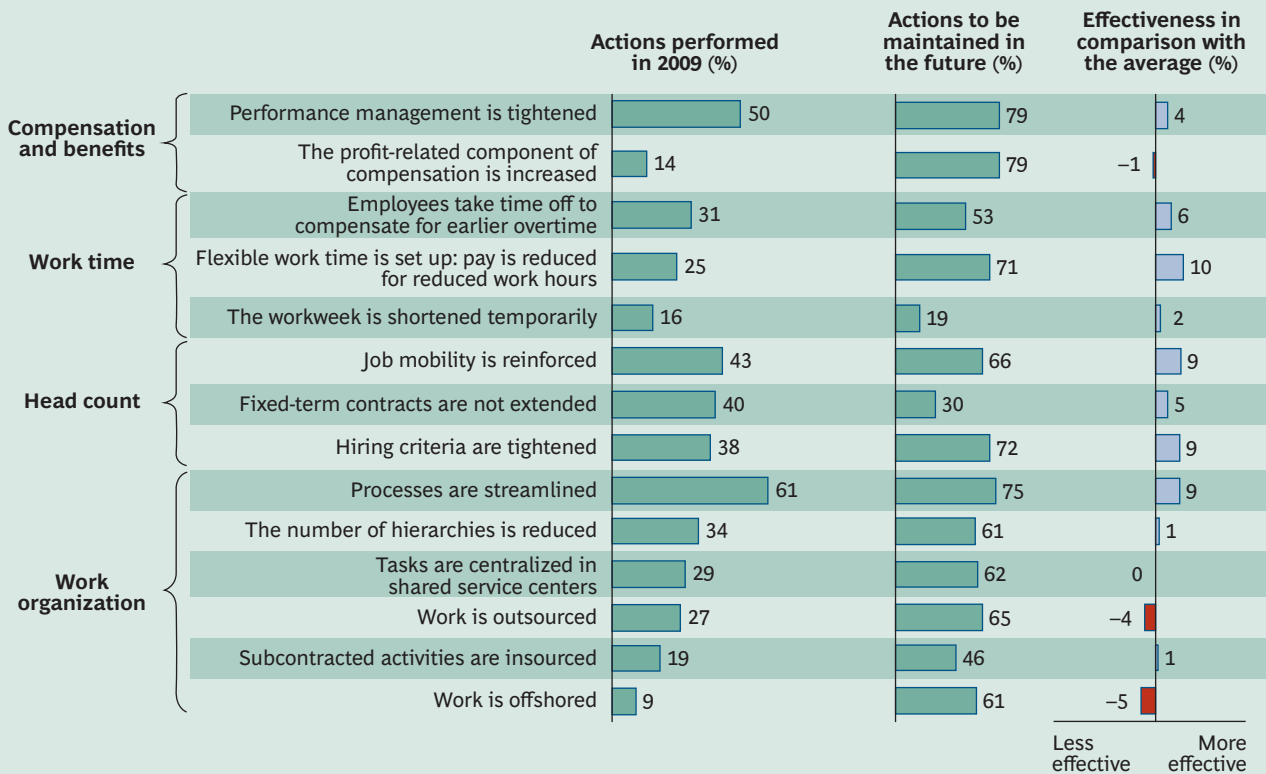 Actions performed
in 2009 (%)
Actions to be
maintained in
the future (%)
Effectiveness in
comparison with
the average (%)
Compensation
and benefits
Performance management is tightened 50 79 4
The profit-related component of
compensation is increased 14 79 –1
Work time
Employees take time off to
compensate for earlier overtime 31 53 6
Flexible work time is set up: pay is reduced
for reduced work hours 25 71 10
The workweek is shortened temporarily 16 19 2
Head count
Job mobility is reinforced 43 66 9
Fixed-term contracts are not extended 40 30 5
Hiring criteria are tightened 38 72 9
Work
organization
Processes are streamlined 61 75 9
The number of hierarchies is reduced 34 61 1
Tasks are centralized in
shared service centers 29 62 0
Work is outsourced 27 65 –4
Subcontracted activities are insourced 19 46 1
Work is offshored 9 61 –5
Less
effective
More
effective